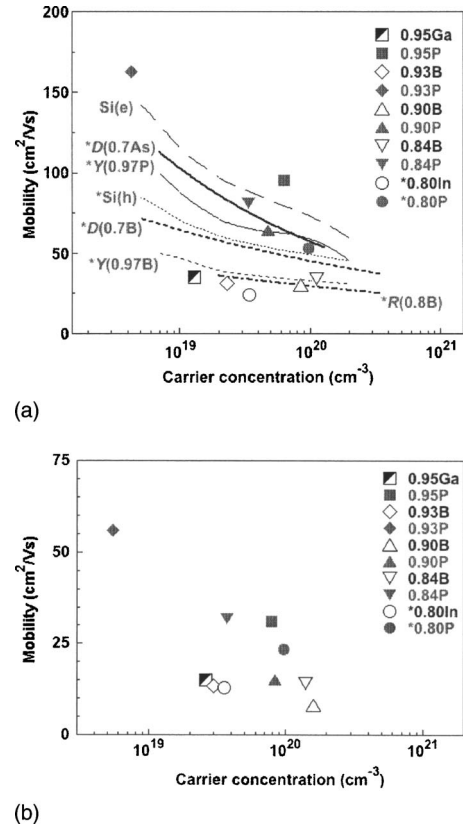 (a)
200
150
100
50
0
Mobility (cm²/Vs)
Si(e)
*D(0.7As)
*Y(0.97P)
*Si(h)
*D(0.7B)
*Y(0.97B)
*R(0.8B)
0.95Ga
0.95P
0.93B
0.93P
0.90B
0.90P
0.84B
0.84P
*0.80In
*0.80P
10¹⁹
10²⁰
10²¹
Carrier concentration (cm⁻³)
(a)
75
50
25
0
Mobility (cm²/Vs)
0.95Ga
0.95P
0.93B
0.93P
0.90B
0.90P
0.84B
0.84P
*0.80In
*0.80P
10¹⁹
10²⁰
10²¹
Carrier concentration (cm⁻³)
(b)